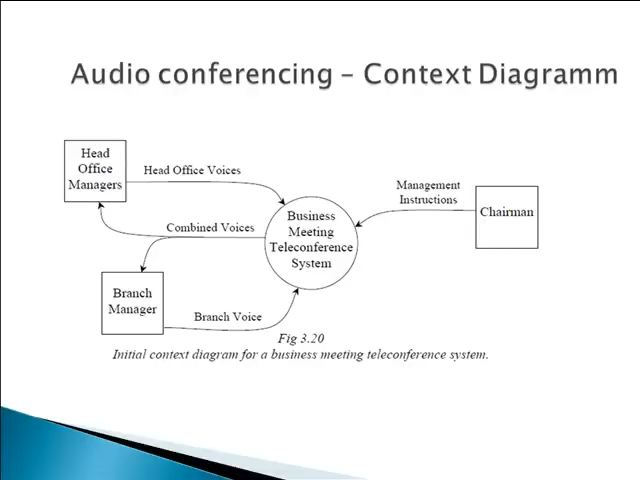 Audio conferencing – Context Diagramm
Head
Office
Managers
Head Office Voices
Combined Voices
Business
Meeting
Teleconference
System
Management
Instructions
Chairman
Branch
Manager
Branch Voice
Fig 3.20
Initial context diagram for a business meeting teleconference system.